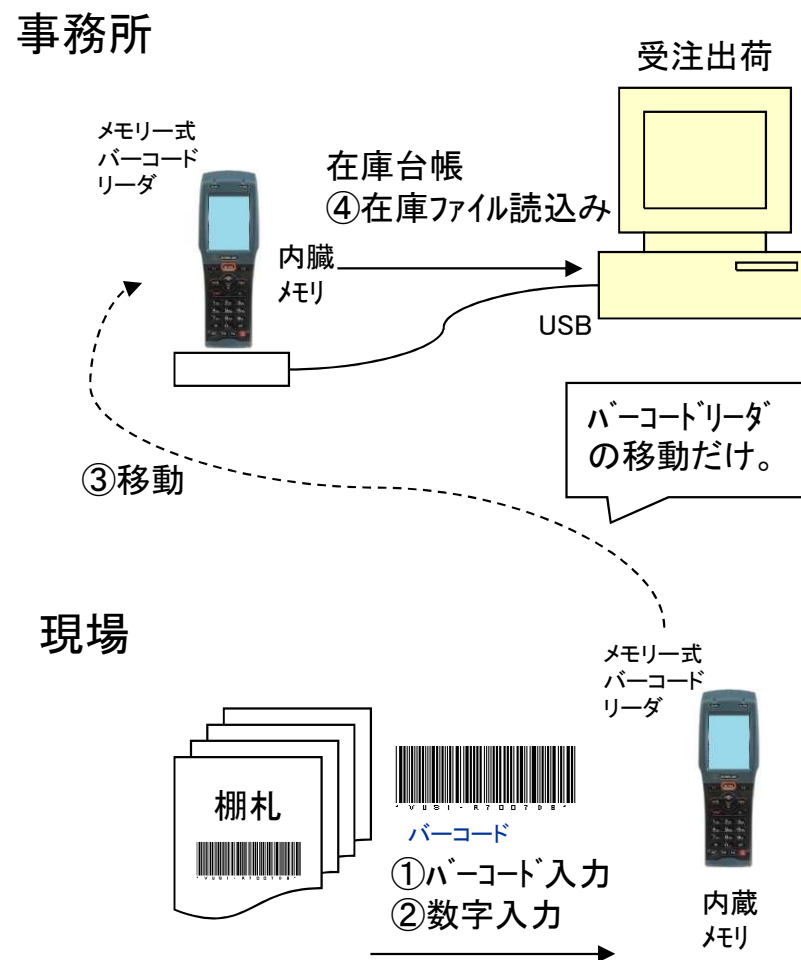 事務所
受注出荷
メモリー式
バーコード
リーダ
在庫台帳
④在庫ﾌｧｲﾙ読込み
内臓
ﾒﾓﾘ
USB
ﾊﾞｰｺｰﾄﾞﾘｰﾀﾞ
の移動だけ。
③移動
現場
メモリー式
バーコード
リーダ
棚札
*VUSI-R7007DB*
*VUSI-R7007DB*
バーコード
①ﾊﾞｰｺｰﾄﾞ入力
②数字入力
内蔵
ﾒﾓﾘ